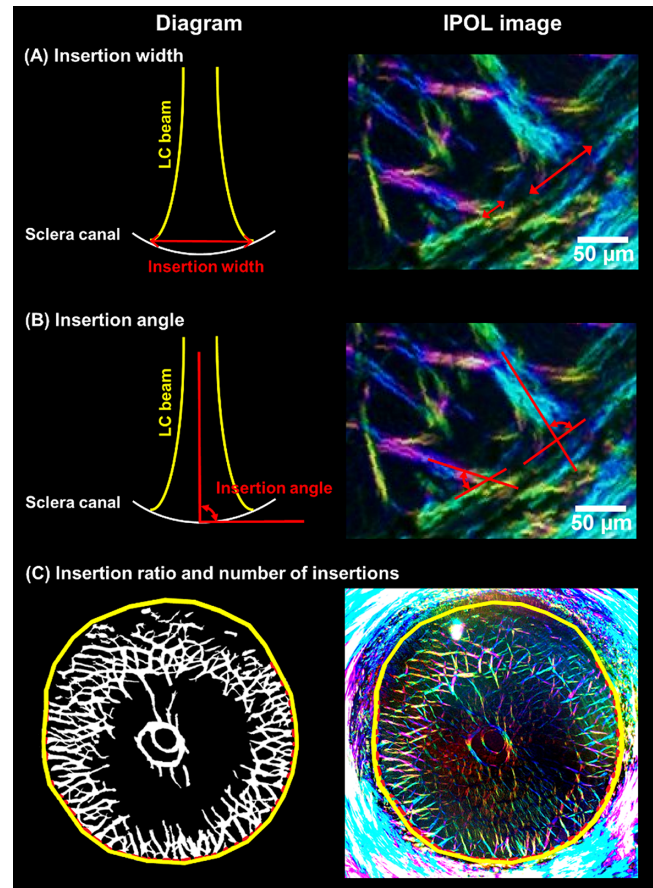 Diagram
IPOL image
(A) Insertion width
LC beam
Sclera canal
Insertion width
50 µm
(B) Insertion angle
LC beam
Insertion angle
Sclera canal
50 µm
(C) Insertion ratio and number of insertions